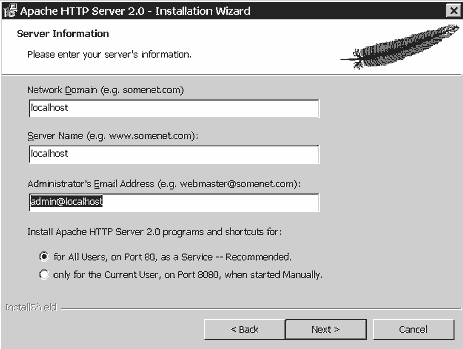 Apache HTTP Server 2.0 - Installation Wizard
Server Information
Please enter your server's information.
Network Domain (e.g. somenet.com)
localhost
Server Name (e.g. www.somenet.com):
localhost
Administrator's Email Address (e.g. webmaster@somenet.com):
admin@localhost
Install Apache HTTP Server 2.0 programs and shortcuts for:
for All Users, on Port 80, as a Service -- Recommended.
only for the Current User, on Port 8080, when started Manually.
InstallShield
< Back Next > Cancel